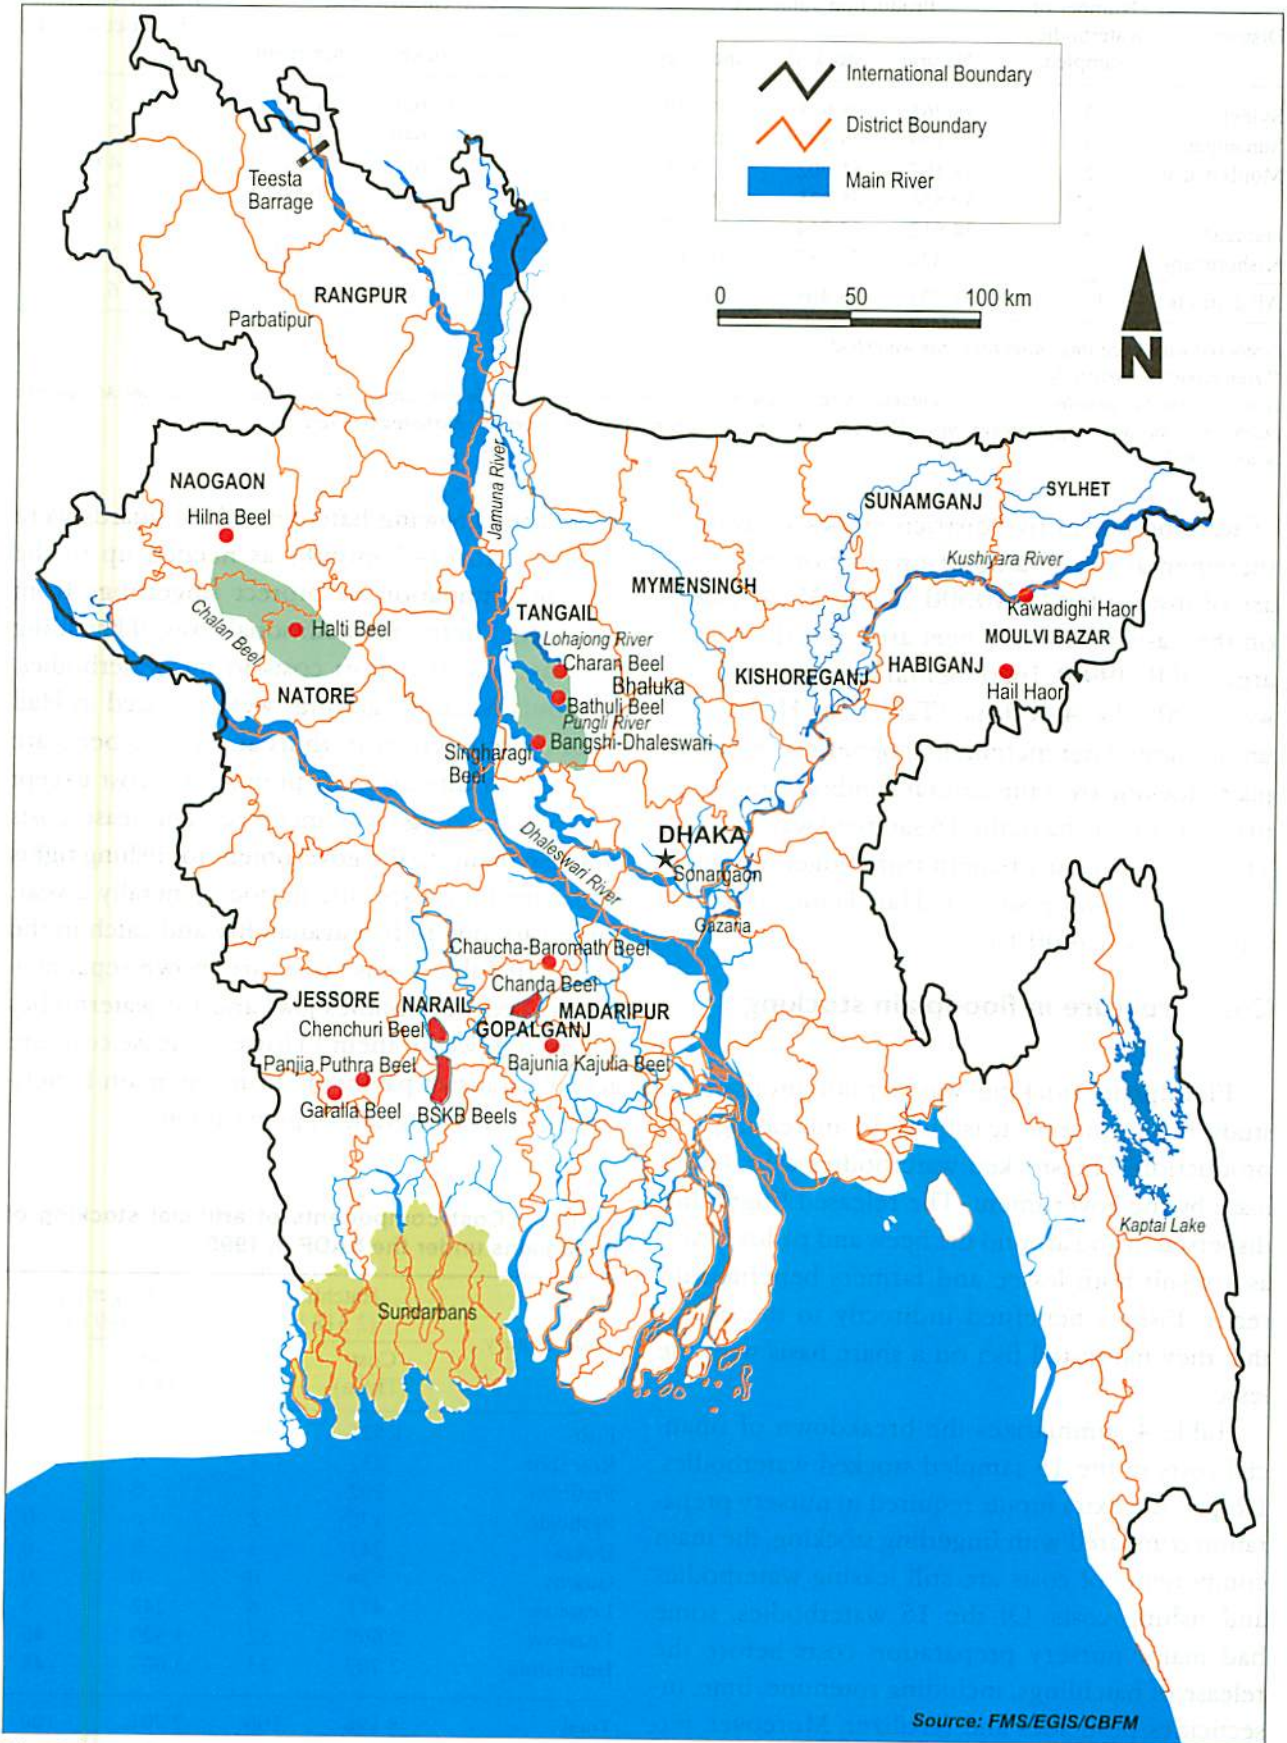 International Boundary
District Boundary
Main River
Teesta
Barrage
RANGPUR
Parbatipur
0 50 100 km
N
Jamuna River
NAOGAON
Hilna Beel
SUNAMGANJ
SYLHET
Kushiyara River
MYMENSINGH
Kawadighi Haor
TANGAIL
Chalan Beel
Halti Beel
Lohajong River
MOULVI BAZAR
Charan Beel
HABIGANJ
Bhaluka
KISHOREGANJ
Hail Haor
NATORE
Bathuli Beel
Pungli River
Singharagi
Beel
Bangshi-Dhaleswari
DHAKA
Dhaleswari River
Sonargaon
Gazaria
Chaucha-Baromath Beel
Chanda Beel
JESSORE
NARAIL
MADARIPUR
Chenchuri Beel
GOPALGANJ
Panjia Puthra Beel
Bajunia Kajulia Beel
Garalia Beel
BSKB Beels
Kaptai Lake
Sundarbans
Source: FMS/EGIS/CBFM